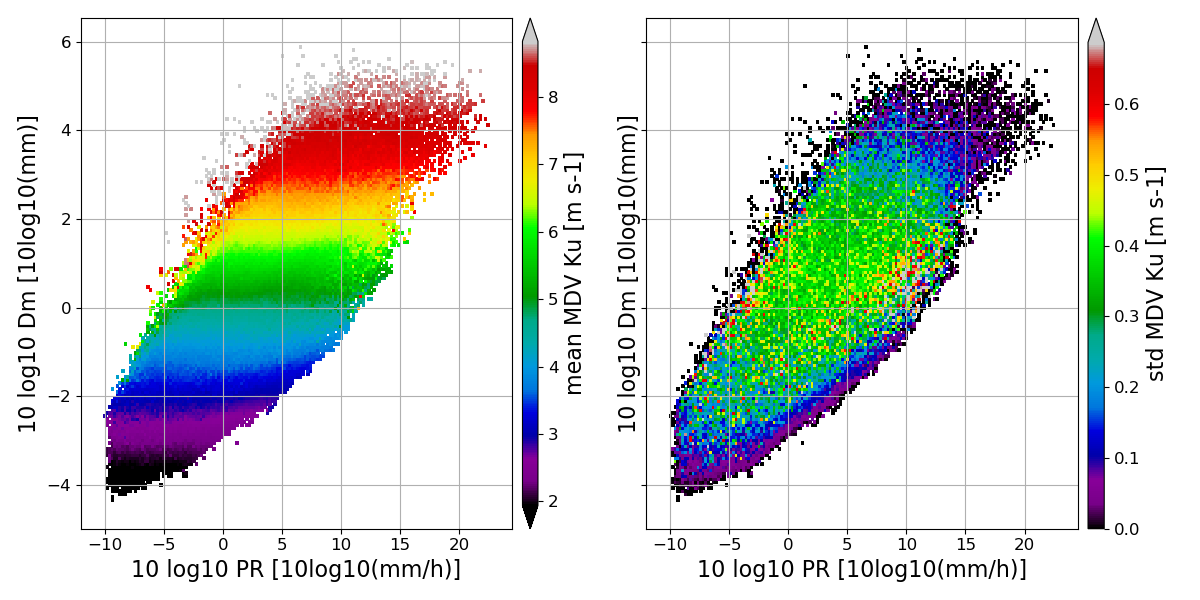 10 log10 Dm [10log10(mm)]
6
4
2
0
−2
−4
−10 −5 0 5 10 15 20
10 log10 PR [10log10(mm/h)]
8
7
6
5
4
3
2
mean MDV Ku [m s-1]
10 log10 Dm [10log10(mm)]
−10 −5 0 5 10 15 20
10 log10 PR [10log10(mm/h)]
0.6
0.5
0.4
0.3
0.2
0.1
0.0
std MDV Ku [m s-1]